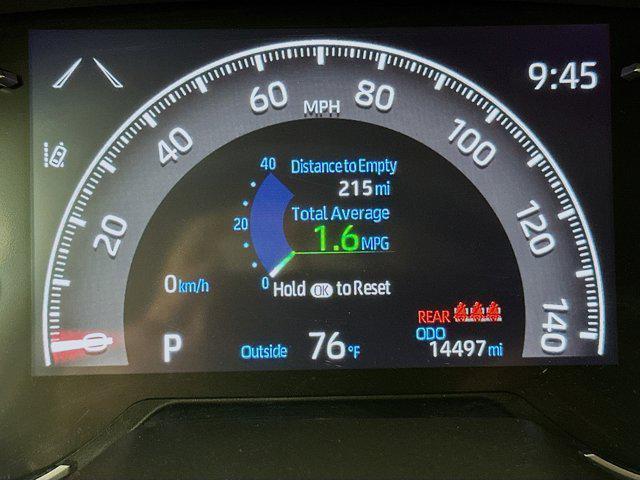 9:45
0 20 40 60 80 100 120 140
MPH
40
20
0
Distance to Empty
215 mi
Total Average
1.6 MPG
Hold OK to Reset
0 km/h
P
Outside 76 °F
REAR
ODO
14497 mi